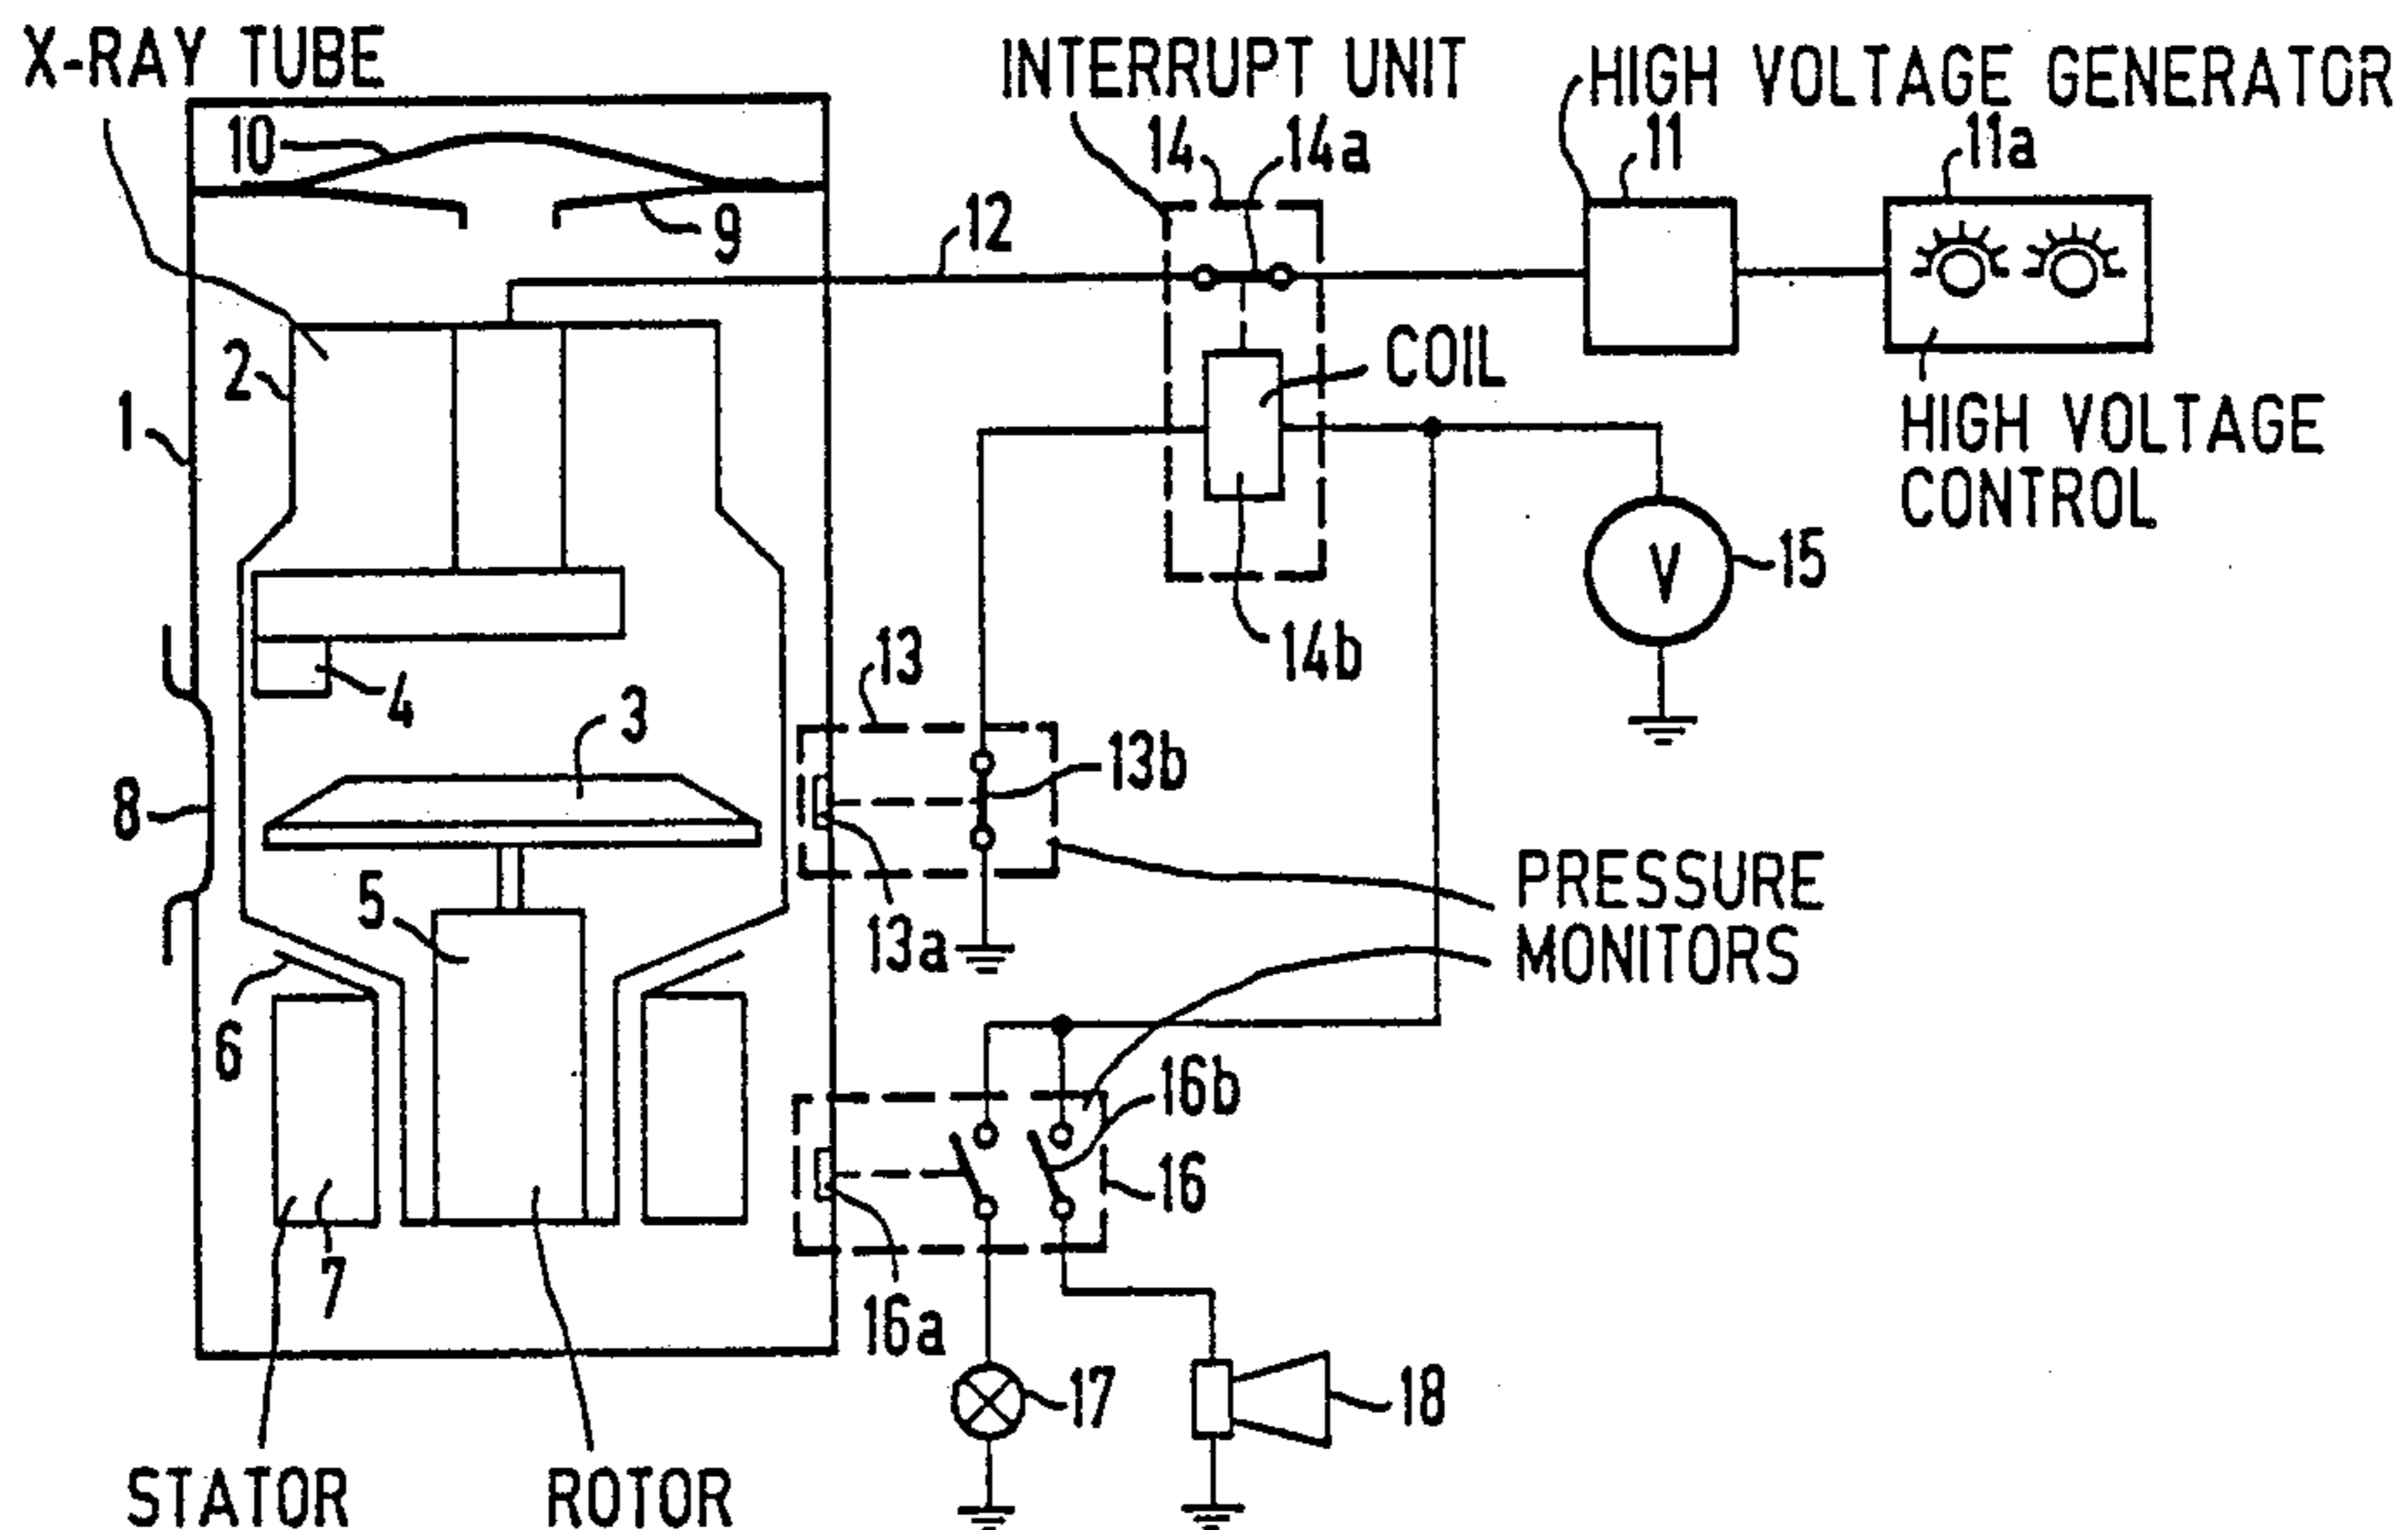 X-RAY TUBE
INTERRUPT UNIT
HIGH VOLTAGE GENERATOR
10
14
14a
11
11a
9
12
2
COIL
1
HIGH VOLTAGE
CONTROL
V
15
14b
13
4
3
13b
8
5
13a
PRESSURE
MONITORS
6
16b
16
7
16a
17
18
STATOR
ROTOR